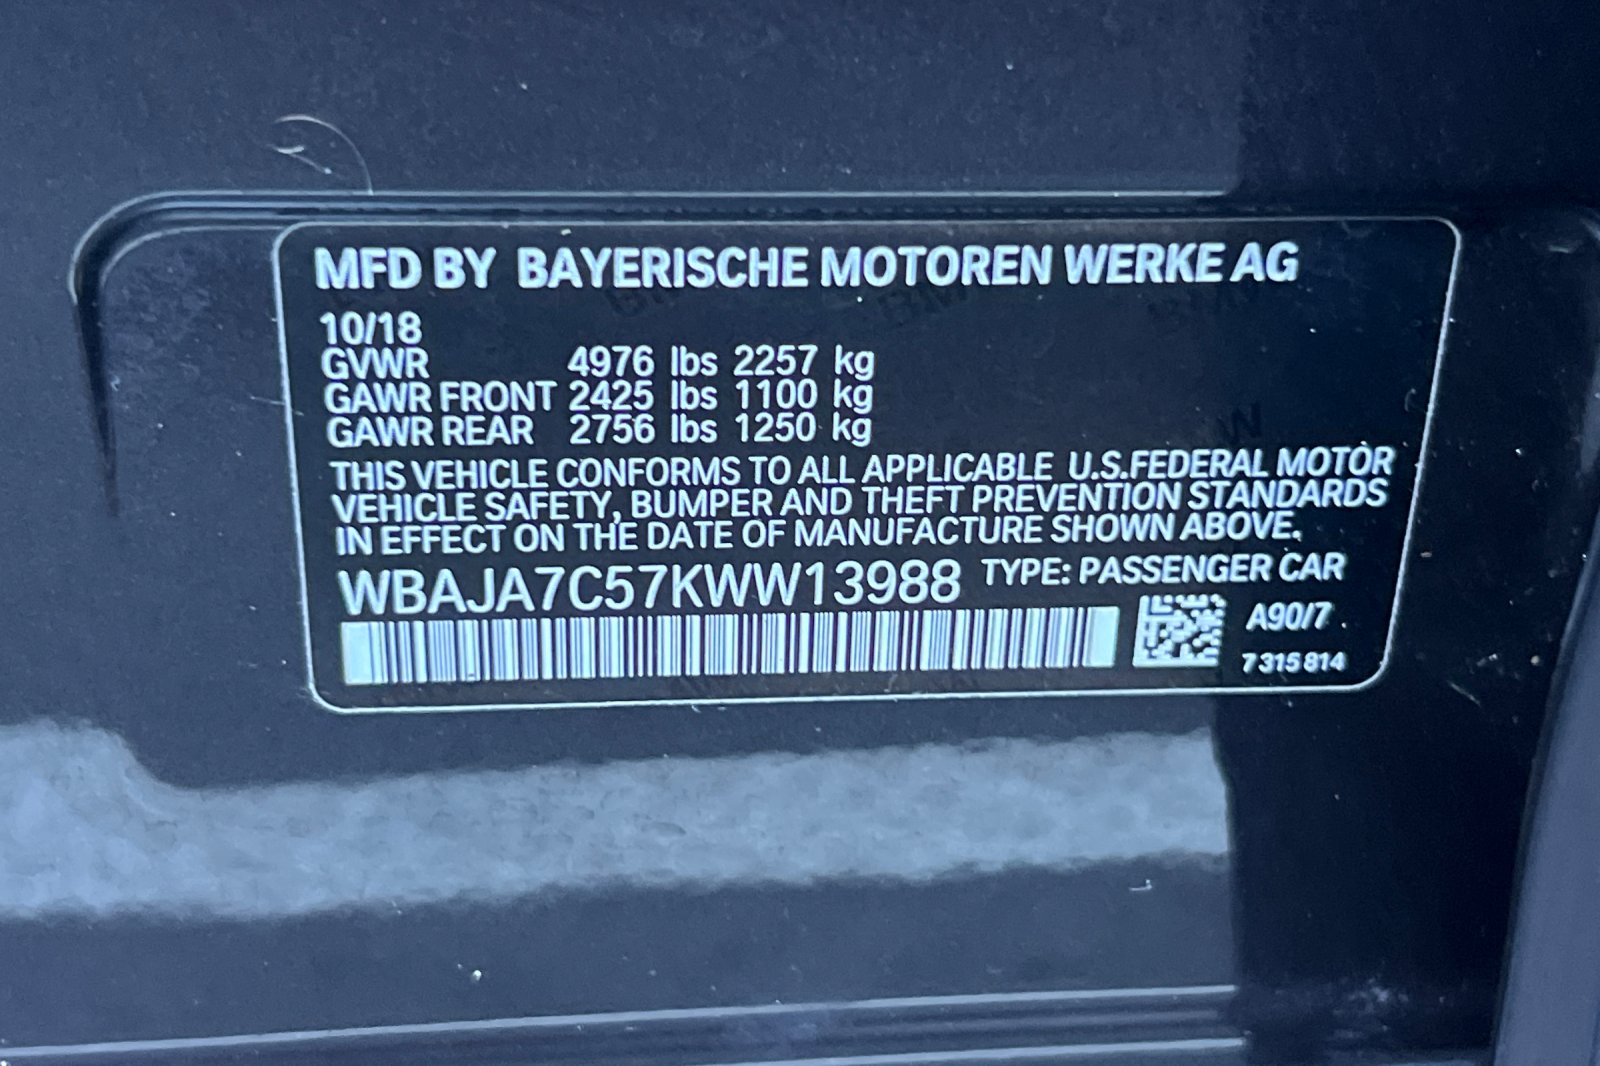 MFD BY BAYERISCHE MOTOREN WERKE AG
10/18
GVWR 4976 lbs 2257 kg
GAWR FRONT 2425 lbs 1100 kg
GAWR REAR 2756 lbs 1250 kg
THIS VEHICLE CONFORMS TO ALL APPLICABLE U.S.FEDERAL MOTOR
VEHICLE SAFETY, BUMPER AND THEFT PREVENTION STANDARDS
IN EFFECT ON THE DATE OF MANUFACTURE SHOWN ABOVE.
WBAJA7C57KWW13988 TYPE: PASSENGER CAR
A90/7
7 315 814